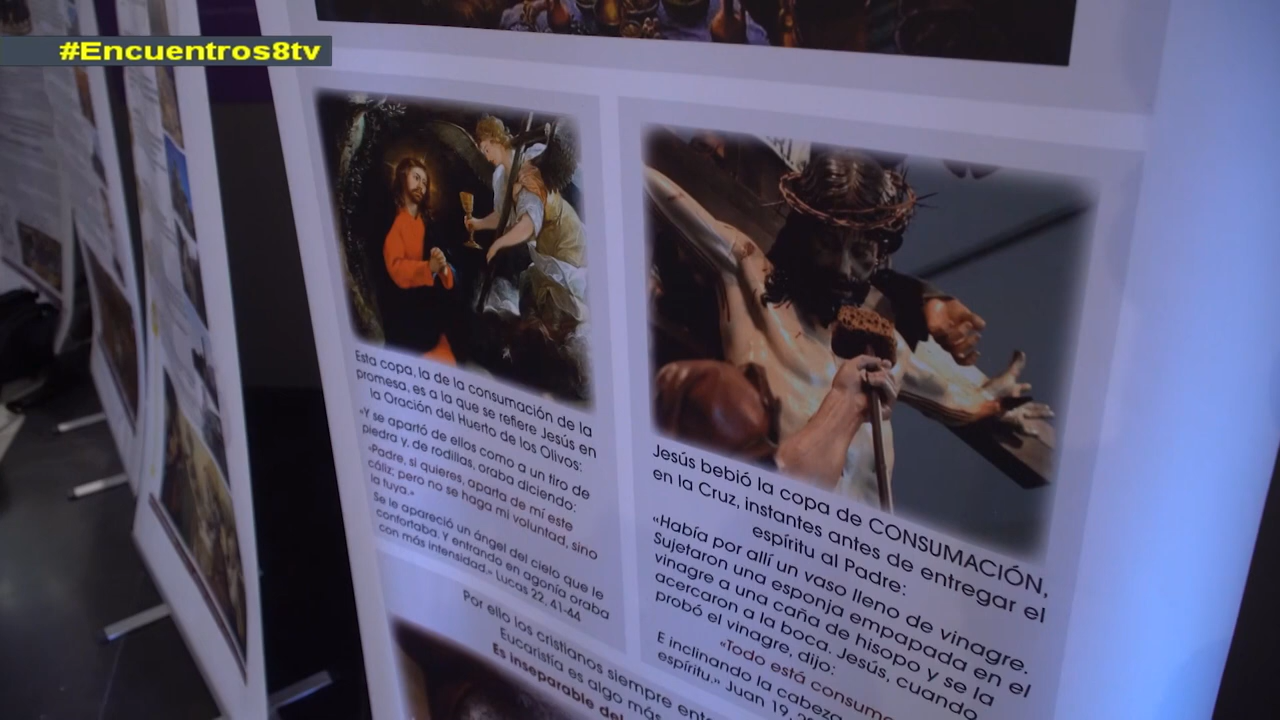 #Encuentros8tv
Esta copa, la de la consumación de la
promesa, es a la que se refiere Jesús en
la Oración del Huerto de los Olivos:
«Y se apartó de ellos como a un tiro de
piedra y, de rodillas, oraba diciendo:
«Padre, si quieres, aparta de mí este
cáliz; pero no se haga mi voluntad, sino
la tuya.»
Se le apareció un ángel del cielo que le
confortaba. Y entrando en agonía oraba
con más intensidad.» Lucas 22, 41-44
Jesús bebió la copa de CONSUMACIÓN,
en la Cruz, instantes antes de entregar el
espíritu al Padre:
«Había por allí un vaso lleno de vinagre.
Sujetaron una esponja empapada en el
vinagre a una caña de hisopo y se la
acercaron a la boca. Jesús, cuando
probó el vinagre, dijo:
«Todo está consum
E inclinando la cabeza
espíritu.» Juan 19,
Por ello los cristianos siempre
Eucaristía es algo más
Es inseparable del